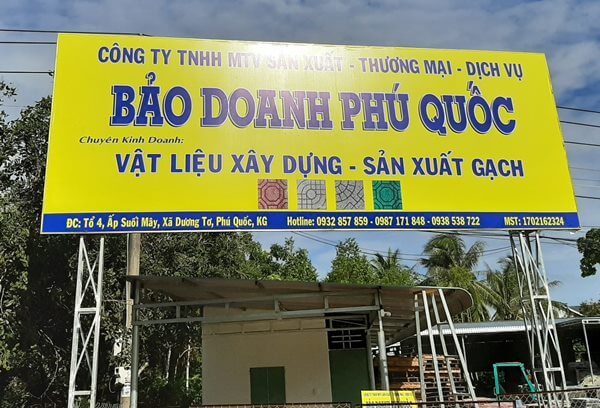 CÔNG TY TNHH MTV SẢN XUẤT - THƯƠNG MẠI - DỊCH VỤ
BẢO DOANH PHÚ QUỐC
Chuyên Kinh Doanh:
VẬT LIỆU XÂY DỰNG - SẢN XUẤT GẠCH
ĐC: Tổ 4, Ấp Suối Mây, Xã Dương Tơ, Phú Quốc, KG Hotline: 0932 857 859 - 0987 171 848 - 0938 538 722 MST: 1702162324